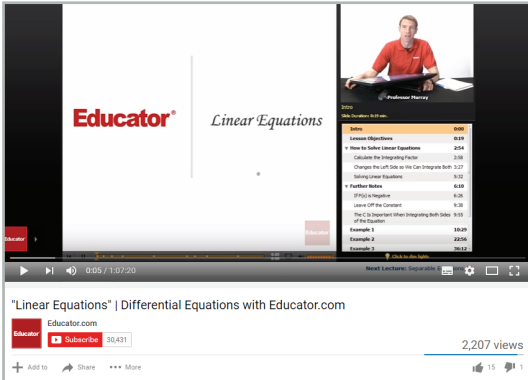 Educator®
Linear Equations
Professor Murray
Intro
Slide Duration: 0:19 min.
Intro 0:00
Lesson Objectives 0:19
How to Solve Linear Equations 2:54
Calculate the Integrating Factor 2:58
Changes the Left Side so We Can Integrate Both 3:27
Solving Linear Equations 5:32
Further Notes 6:10
If P(x) is Negative 6:26
Leave Off the Constant 9:38
The C Is Important When Integrating Both Sides 9:55
of the Equation
Example 1 10:29
Example 2 22:56
Example 3 36:12
Educator
Educator
Click to dim lights
0:05 / 1:07:20
Next Lecture: Separable
"Linear Equations" | Differential Equations with Educator.com
Educator
Educator.com
Subscribe 30,431
2,207 views
Add to Share More
15 1